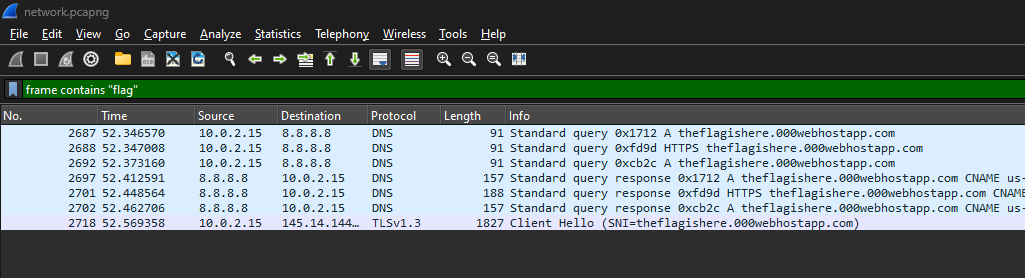 network.pcapng
File Edit View Go Capture Analyze Statistics Telephony Wireless Tools Help
frame contains "flag"
No. Time Source Destination Protocol Length Info
2687 52.346570 10.0.2.15 8.8.8.8 DNS 91 Standard query 0x1712 A theflagishere.000webhostapp.com
2688 52.347008 10.0.2.15 8.8.8.8 DNS 91 Standard query 0xfd9d HTTPS theflagishere.000webhostapp.com
2692 52.373160 10.0.2.15 8.8.8.8 DNS 91 Standard query 0xcb2c A theflagishere.000webhostapp.com
2697 52.412591 8.8.8.8 10.0.2.15 DNS 157 Standard query response 0x1712 A theflagishere.000webhostapp.com CNAME us-
2701 52.448564 8.8.8.8 10.0.2.15 DNS 188 Standard query response 0xfd9d HTTPS theflagishere.000webhostapp.com CNAM
2702 52.462706 8.8.8.8 10.0.2.15 DNS 157 Standard query response 0xcb2c A theflagishere.000webhostapp.com CNAME us-
2718 52.569358 10.0.2.15 145.14.144… TLSv1.3 1827 Client Hello (SNI=theflagishere.000webhostapp.com)